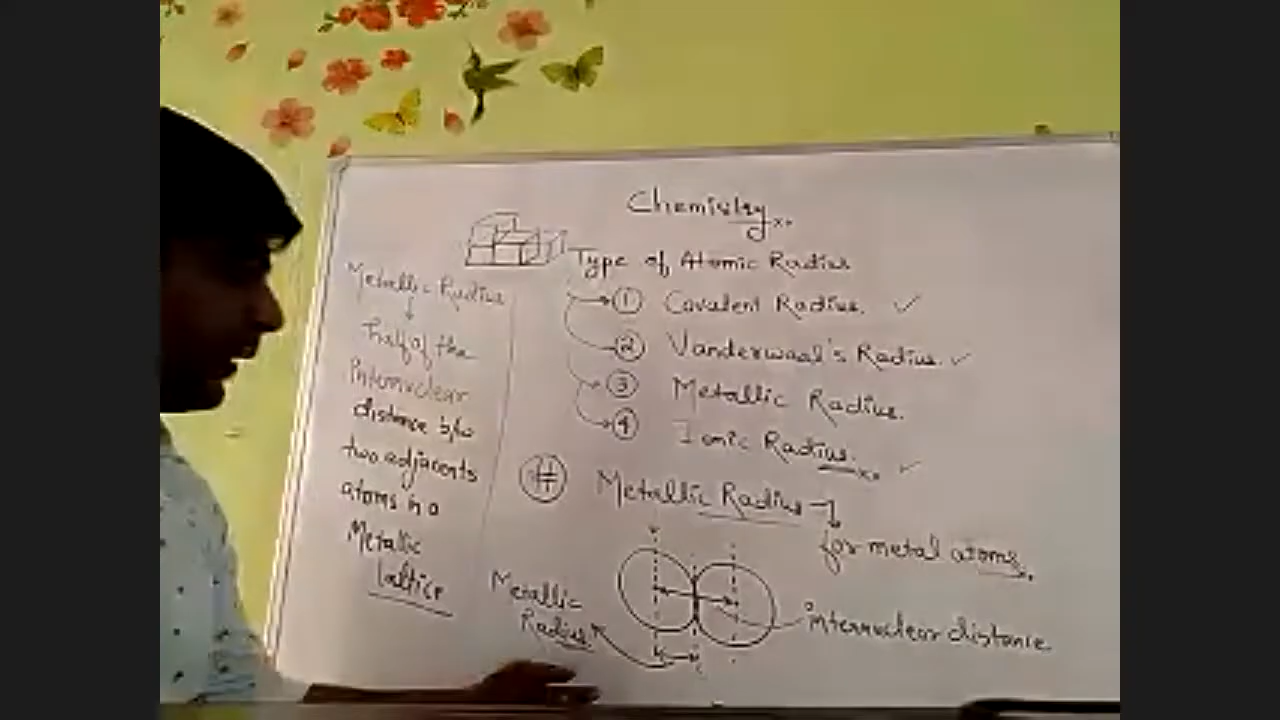 Chemistry
Type of Atomic Radius
1 Covalent Radius.
2 Vanderwaal's Radius.
3 Metallic Radius.
4 Ionic Radius.
Metallic Radius
half of the
internuclear
distance b/w
two adjacents
atoms in a
Metallic
Lattice
# Metallic Radius
for metal atoms
internuclear distance
Metallic
Radius